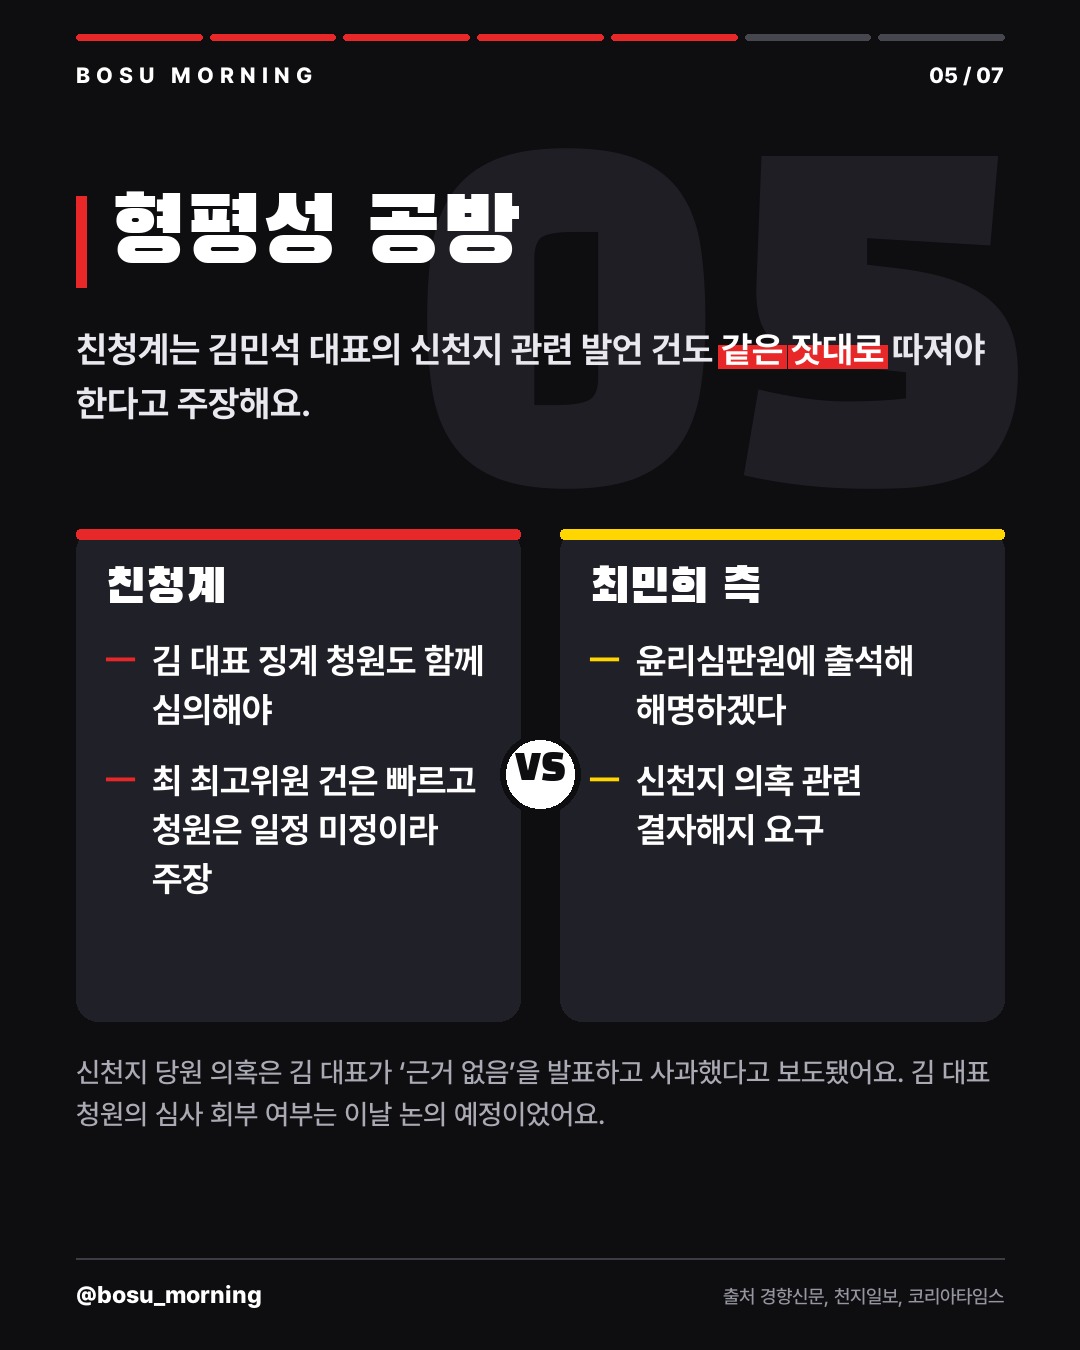 BOSU MORNING
05 / 07
05
형평성 공방
친청계는 김민석 대표의 신천지 관련 발언 건도 같은 잣대로 따져야
한다고 주장해요.
친청계
— 김 대표 징계 청원도 함께
심의해야
— 최 최고위원 건은 빠르고
청원은 일정 미정이라
주장
VS
최민희 측
— 윤리심판원에 출석해
해명하겠다
— 신천지 의혹 관련
결자해지 요구
신천지 당원 의혹은 김 대표가 ‘근거 없음’을 발표하고 사과했다고 보도됐어요. 김 대표
청원의 심사 회부 여부는 이날 논의 예정이었어요.
@bosu_morning
출처 경향신문, 천지일보, 코리아타임스